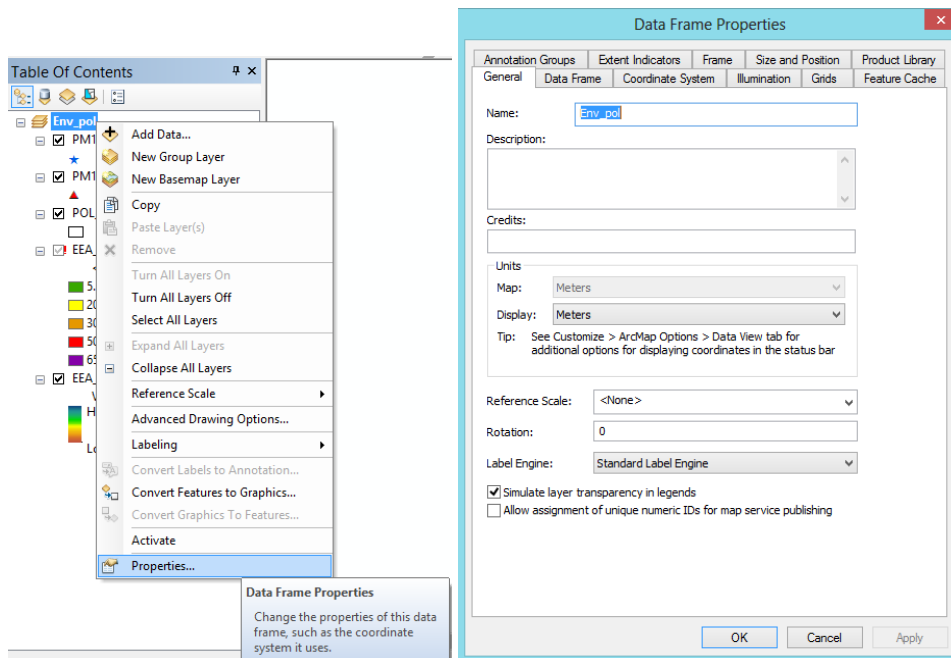 Table Of Contents
Env_pol
PM1
PM1
POL_
EEA_
5.
20
30
50
65
EEA_
H
Add Data...
New Group Layer
New Basemap Layer
Copy
Paste Layer(s)
Remove
Turn All Layers On
Turn All Layers Off
Select All Layers
Expand All Layers
Collapse All Layers
Reference Scale
Advanced Drawing Options...
Labeling
Convert Labels to Annotation...
Convert Features to Graphics...
Convert Graphics To Features...
Activate
Properties...
Data Frame Properties
Change the properties of this data
frame, such as the coordinate
system it uses.
Data Frame Properties
Annotation Groups Extent Indicators Frame Size and Position Product Library
General Data Frame Coordinate System Illumination Grids Feature Cache
Name: Env_pol
Description:
Credits:
Units
Map: Meters
Display: Meters
Tip: See Customize > ArcMap Options > Data View tab for
additional options for displaying coordinates in the status bar
Reference Scale: <None>
Rotation: 0
Label Engine: Standard Label Engine
Simulate layer transparency in legends
Allow assignment of unique numeric IDs for map service publishing
OK Cancel Apply